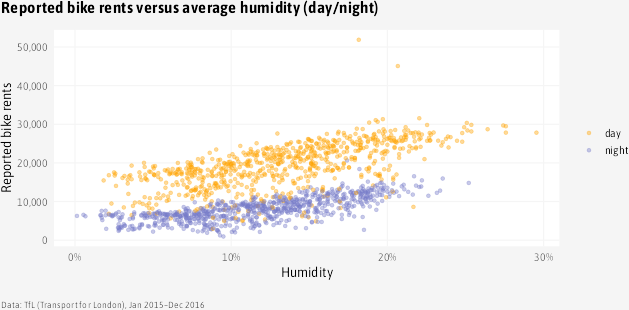 Reported bike rents versus average humidity (day/night)
50,000
40,000
30,000
20,000
10,000
0
Reported bike rents
0%
10%
20%
30%
Humidity
day
night
Data: TfL (Transport for London), Jan 2015–Dec 2016